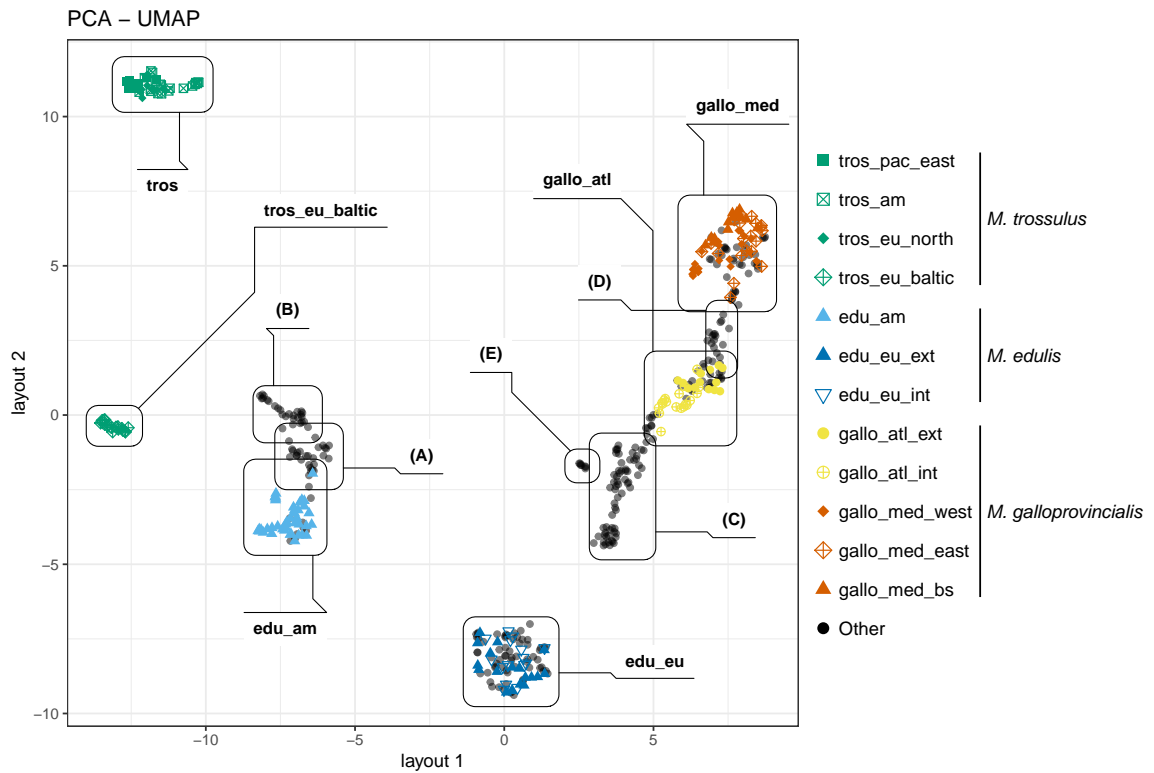 PCA − UMAP
gallo_med
gallo_atl
tros
tros_eu_baltic
(D)
(B)
(E)
(A)
(C)
edu_am
edu_eu
10
5
0
−5
−10
−10
−5
0
5
layout 1
layout 2
tros_pac_east
tros_am
tros_eu_north
tros_eu_baltic
M. trossulus
edu_am
edu_eu_ext
edu_eu_int
M. edulis
gallo_atl_ext
gallo_atl_int
gallo_med_west
gallo_med_east
gallo_med_bs
M. galloprovincialis
Other